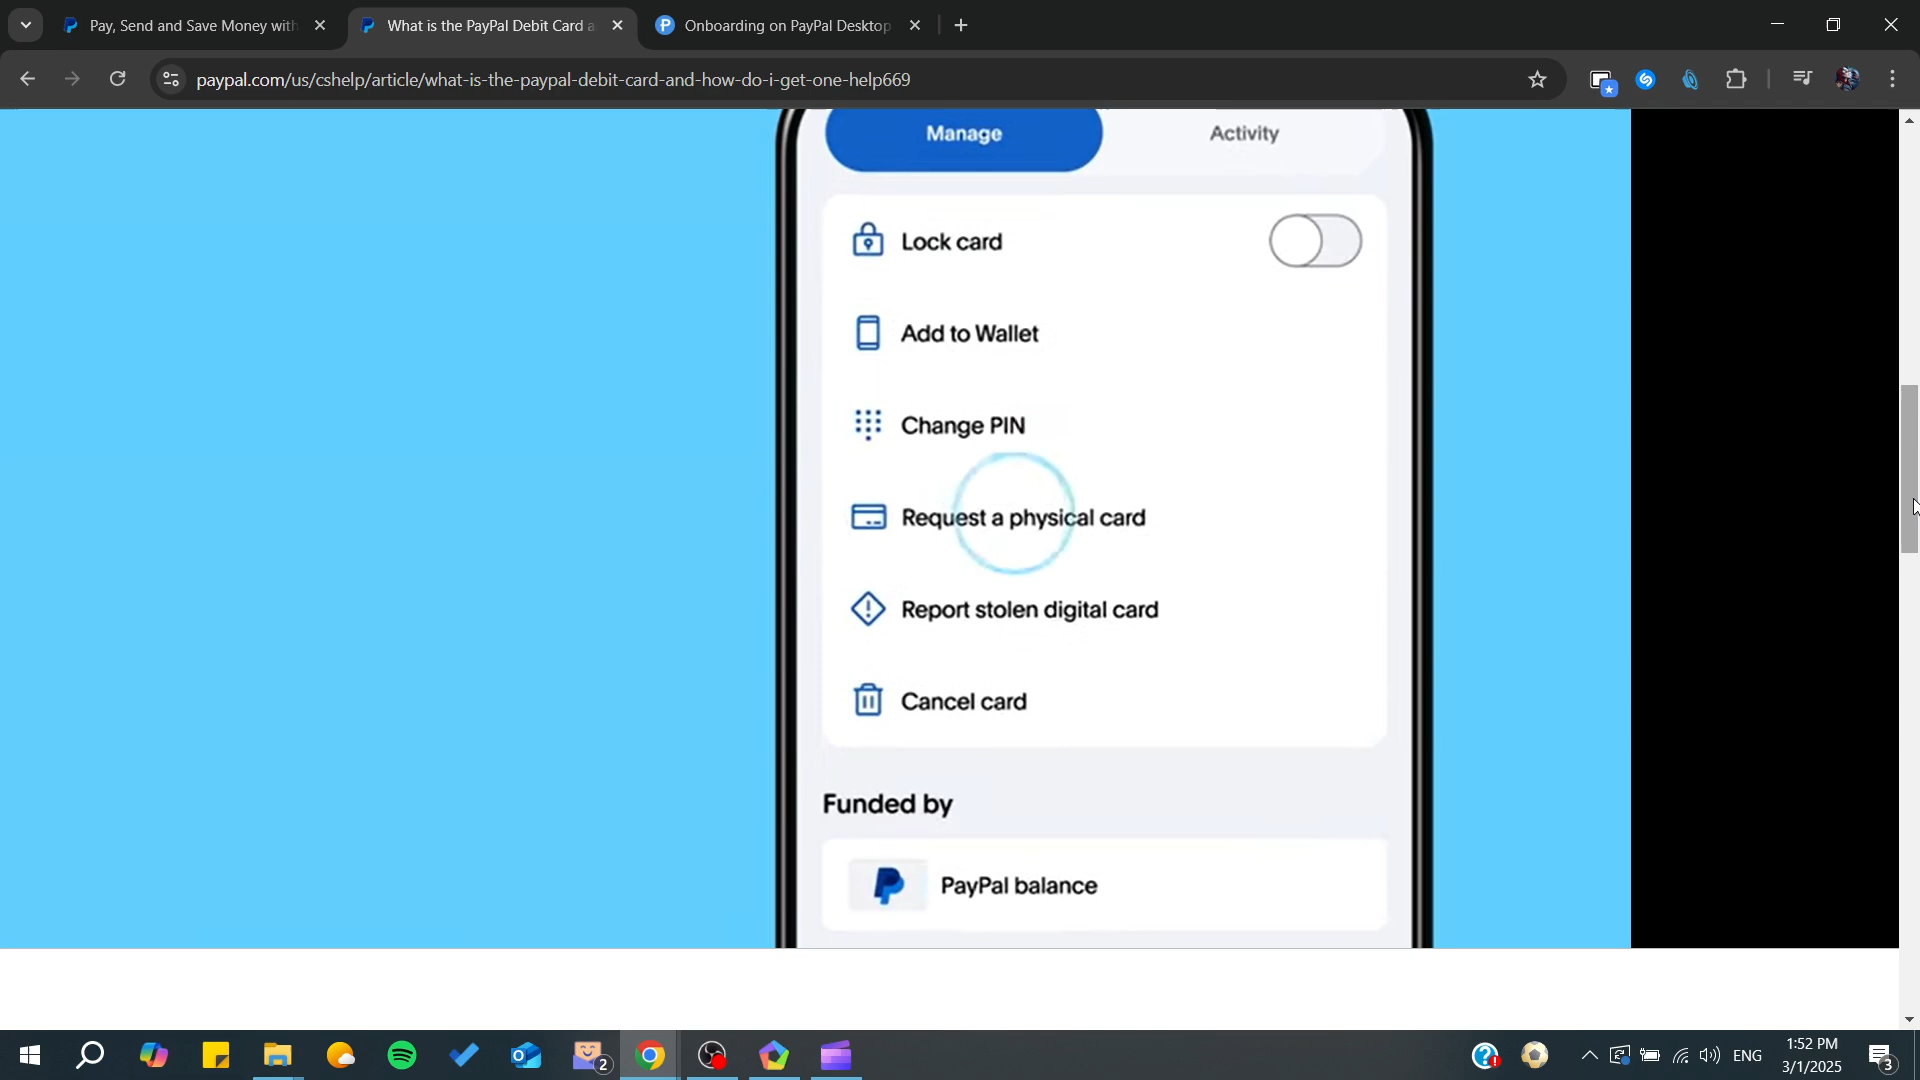 Pay, Send and Save Money with
What is the PayPal Debit Card a
Onboarding on PayPal Desktop
paypal.com/us/cshelp/article/what-is-the-paypal-debit-card-and-how-do-i-get-one-help669
Manage
Activity
Lock card
Add to Wallet
Change PIN
Request a physical card
Report stolen digital card
Cancel card
Funded by
PayPal balance
2
ENG
1:52 PM
3/1/2025
3